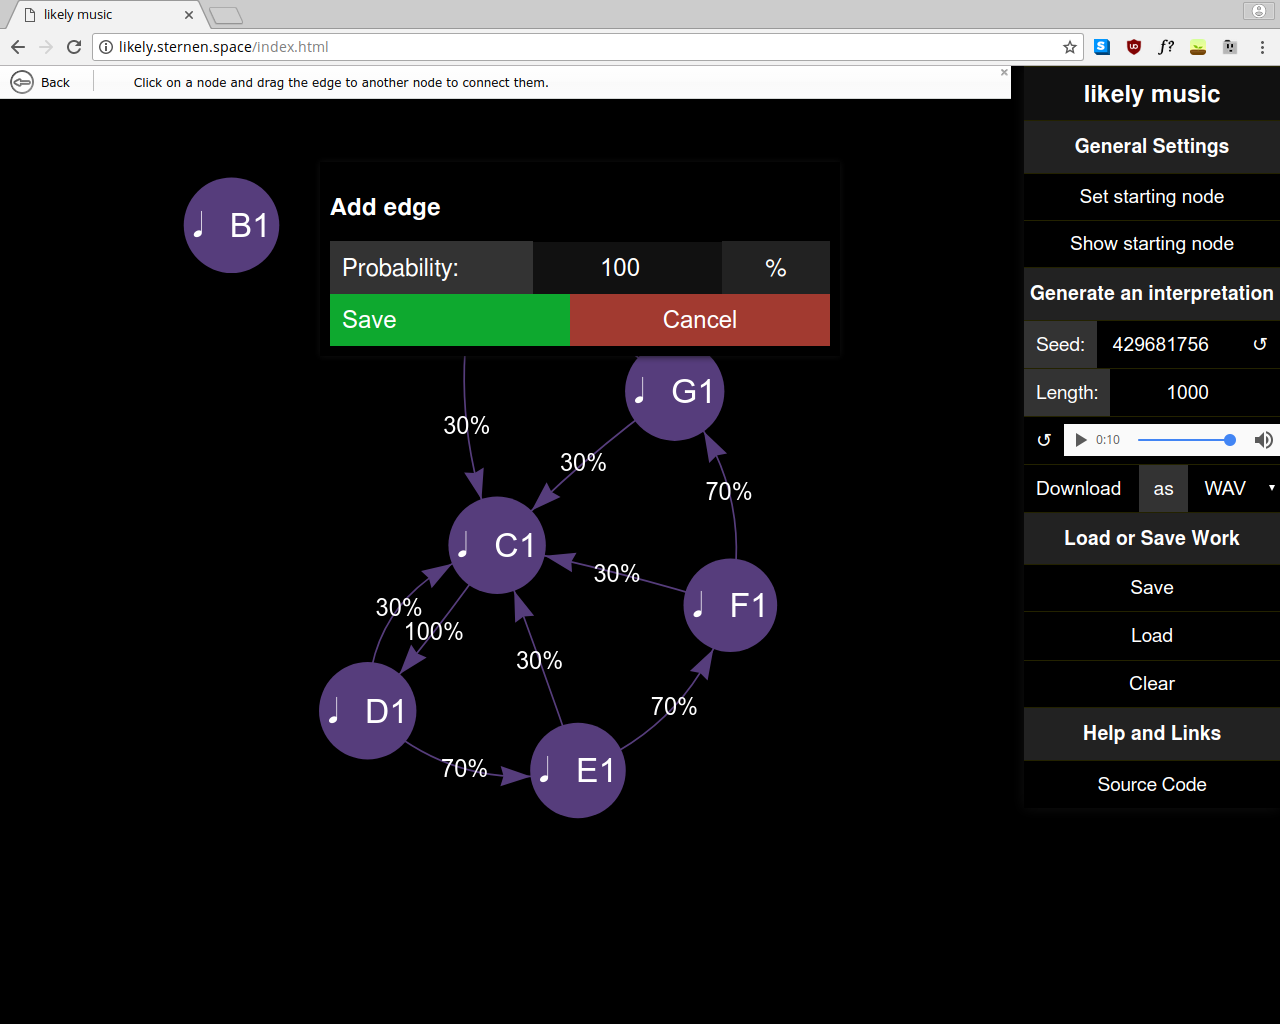 likely music
likely.sternen.space/index.html
f?
Back
Click on a node and drag the edge to another node to connect them.
likely music
General Settings
Set starting node
Show starting node
Generate an interpretation
Seed: 429681756
Length: 1000
0:10
Download as WAV
Load or Save Work
Save
Load
Clear
Help and Links
Source Code
♩ B1
Add edge
Probability: 100 %
Save Cancel
♩ G1
30%
30%
70%
♩ C1
30%
♩ F1
30%
100%
30%
70%
♩ D1
70%
♩ E1